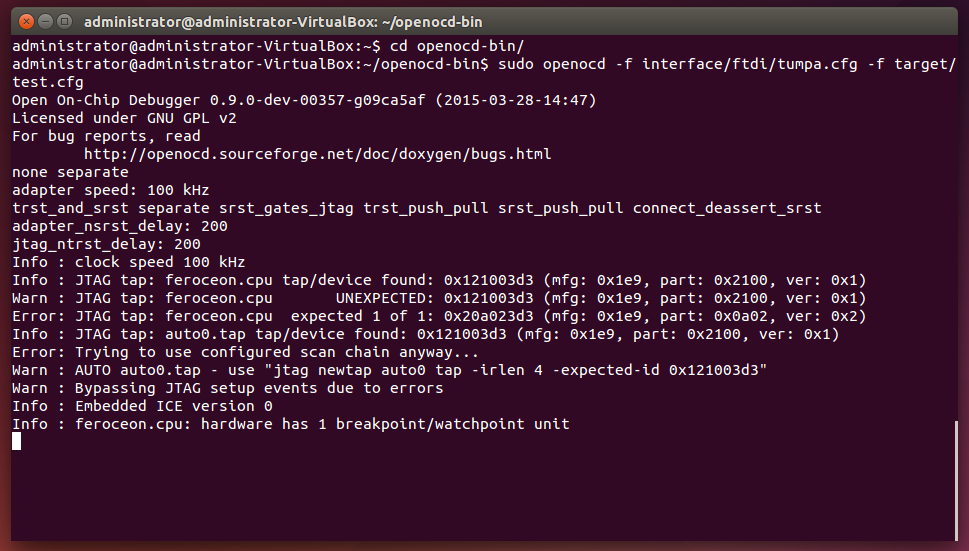 administrator@administrator-VirtualBox: ~/openocd-bin
administrator@administrator-VirtualBox:~$ cd openocd-bin/
administrator@administrator-VirtualBox:~/openocd-bin$ sudo openocd -f interface/ftdi/tumpa.cfg -f target/
test.cfg
Open On-Chip Debugger 0.9.0-dev-00357-g09ca5af (2015-03-28-14:47)
Licensed under GNU GPL v2
For bug reports, read
        http://openocd.sourceforge.net/doc/doxygen/bugs.html
none separate
adapter speed: 100 kHz
trst_and_srst separate srst_gates_jtag trst_push_pull srst_push_pull connect_deassert_srst
adapter_nsrst_delay: 200
jtag_ntrst_delay: 200
Info : clock speed 100 kHz
Info : JTAG tap: feroceon.cpu tap/device found: 0x121003d3 (mfg: 0x1e9, part: 0x2100, ver: 0x1)
Warn : JTAG tap: feroceon.cpu       UNEXPECTED: 0x121003d3 (mfg: 0x1e9, part: 0x2100, ver: 0x1)
Error: JTAG tap: feroceon.cpu  expected 1 of 1: 0x20a023d3 (mfg: 0x1e9, part: 0x0a02, ver: 0x2)
Info : JTAG tap: auto0.tap tap/device found: 0x121003d3 (mfg: 0x1e9, part: 0x2100, ver: 0x1)
Error: Trying to use configured scan chain anyway...
Warn : AUTO auto0.tap - use "jtag newtap auto0 tap -irlen 4 -expected-id 0x121003d3"
Warn : Bypassing JTAG setup events due to errors
Info : Embedded ICE version 0
Info : feroceon.cpu: hardware has 1 breakpoint/watchpoint unit